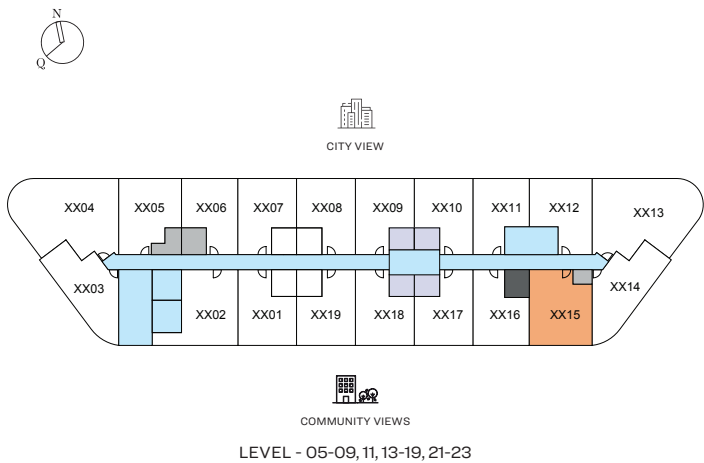 N
Q
CITY VIEW
XX04 XX05 XX06 XX07 XX08 XX09 XX10 XX11 XX12 XX13
XX03 XX02 XX01 XX19 XX18 XX17 XX16 XX15 XX14
COMMUNITY VIEWS
LEVEL - 05-09, 11, 13-19, 21-23